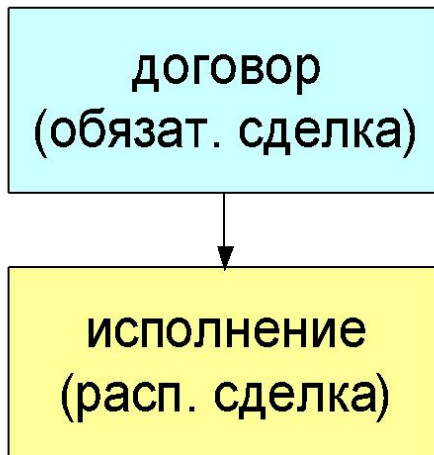 договор
(обязат. сделка)
исполнение
(расп. сделка)